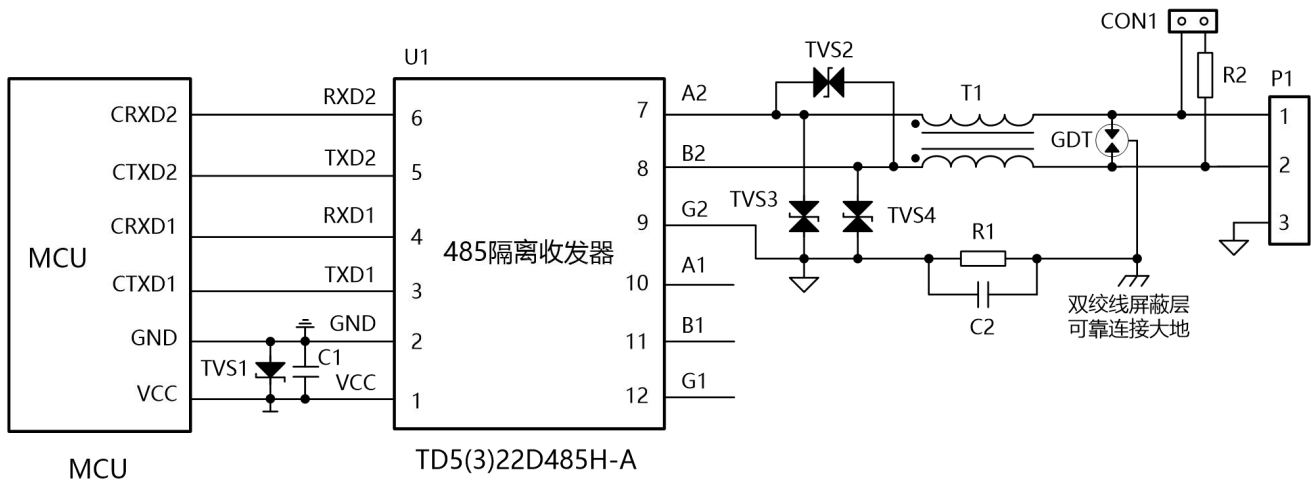 CON1
U1
TVS2
R2
P1
CRXD2
RXD2
6
7
A2
T1
1
GDT
CTXD2
TXD2
5
8
B2
2
CRXD1
RXD1
4
9
G2
TVS3
TVS4
R1
3
MCU
485隔离收发器
CTXD1
TXD1
3
10
A1
C2
双绞线屏蔽层
可靠连接大地
GND
GND
2
11
B1
TVS1
C1
VCC
VCC
1
12
G1
MCU
TD5(3)22D485H-A